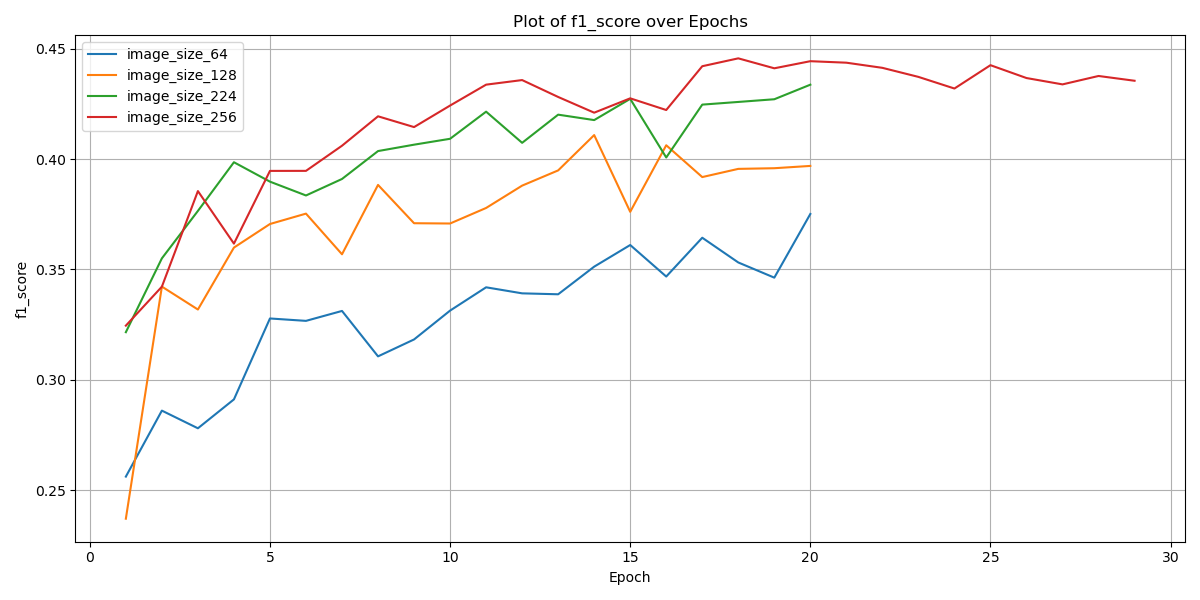 Plot of f1_score over Epochs
image_size_64
image_size_128
image_size_224
image_size_256
f1_score
0.45
0.40
0.35
0.30
0.25
0 5 10 15 20 25 30
Epoch